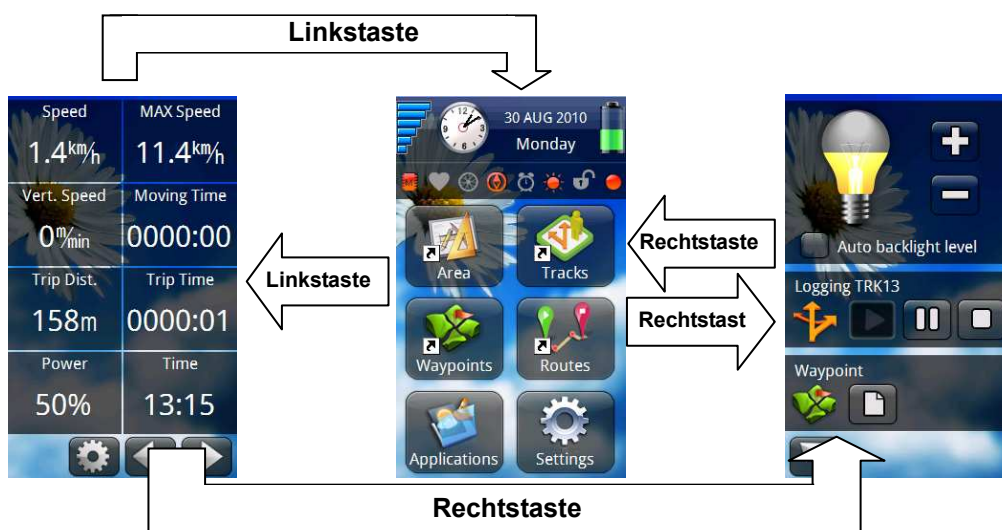 Linkstaste
Speed
MAX Speed
1.4km/h
11.4km/h
Vert. Speed
Moving Time
0m/min
0000:00
Trip Dist.
Trip Time
158m
0000:01
Power
Time
50%
13:15
Linkstaste
30 AUG 2010
Monday
Area
Tracks
Waypoints
Routes
Applications
Settings
Rechtstaste
Rechtstast
Auto backlight level
Logging TRK13
Waypoint
Rechtstaste